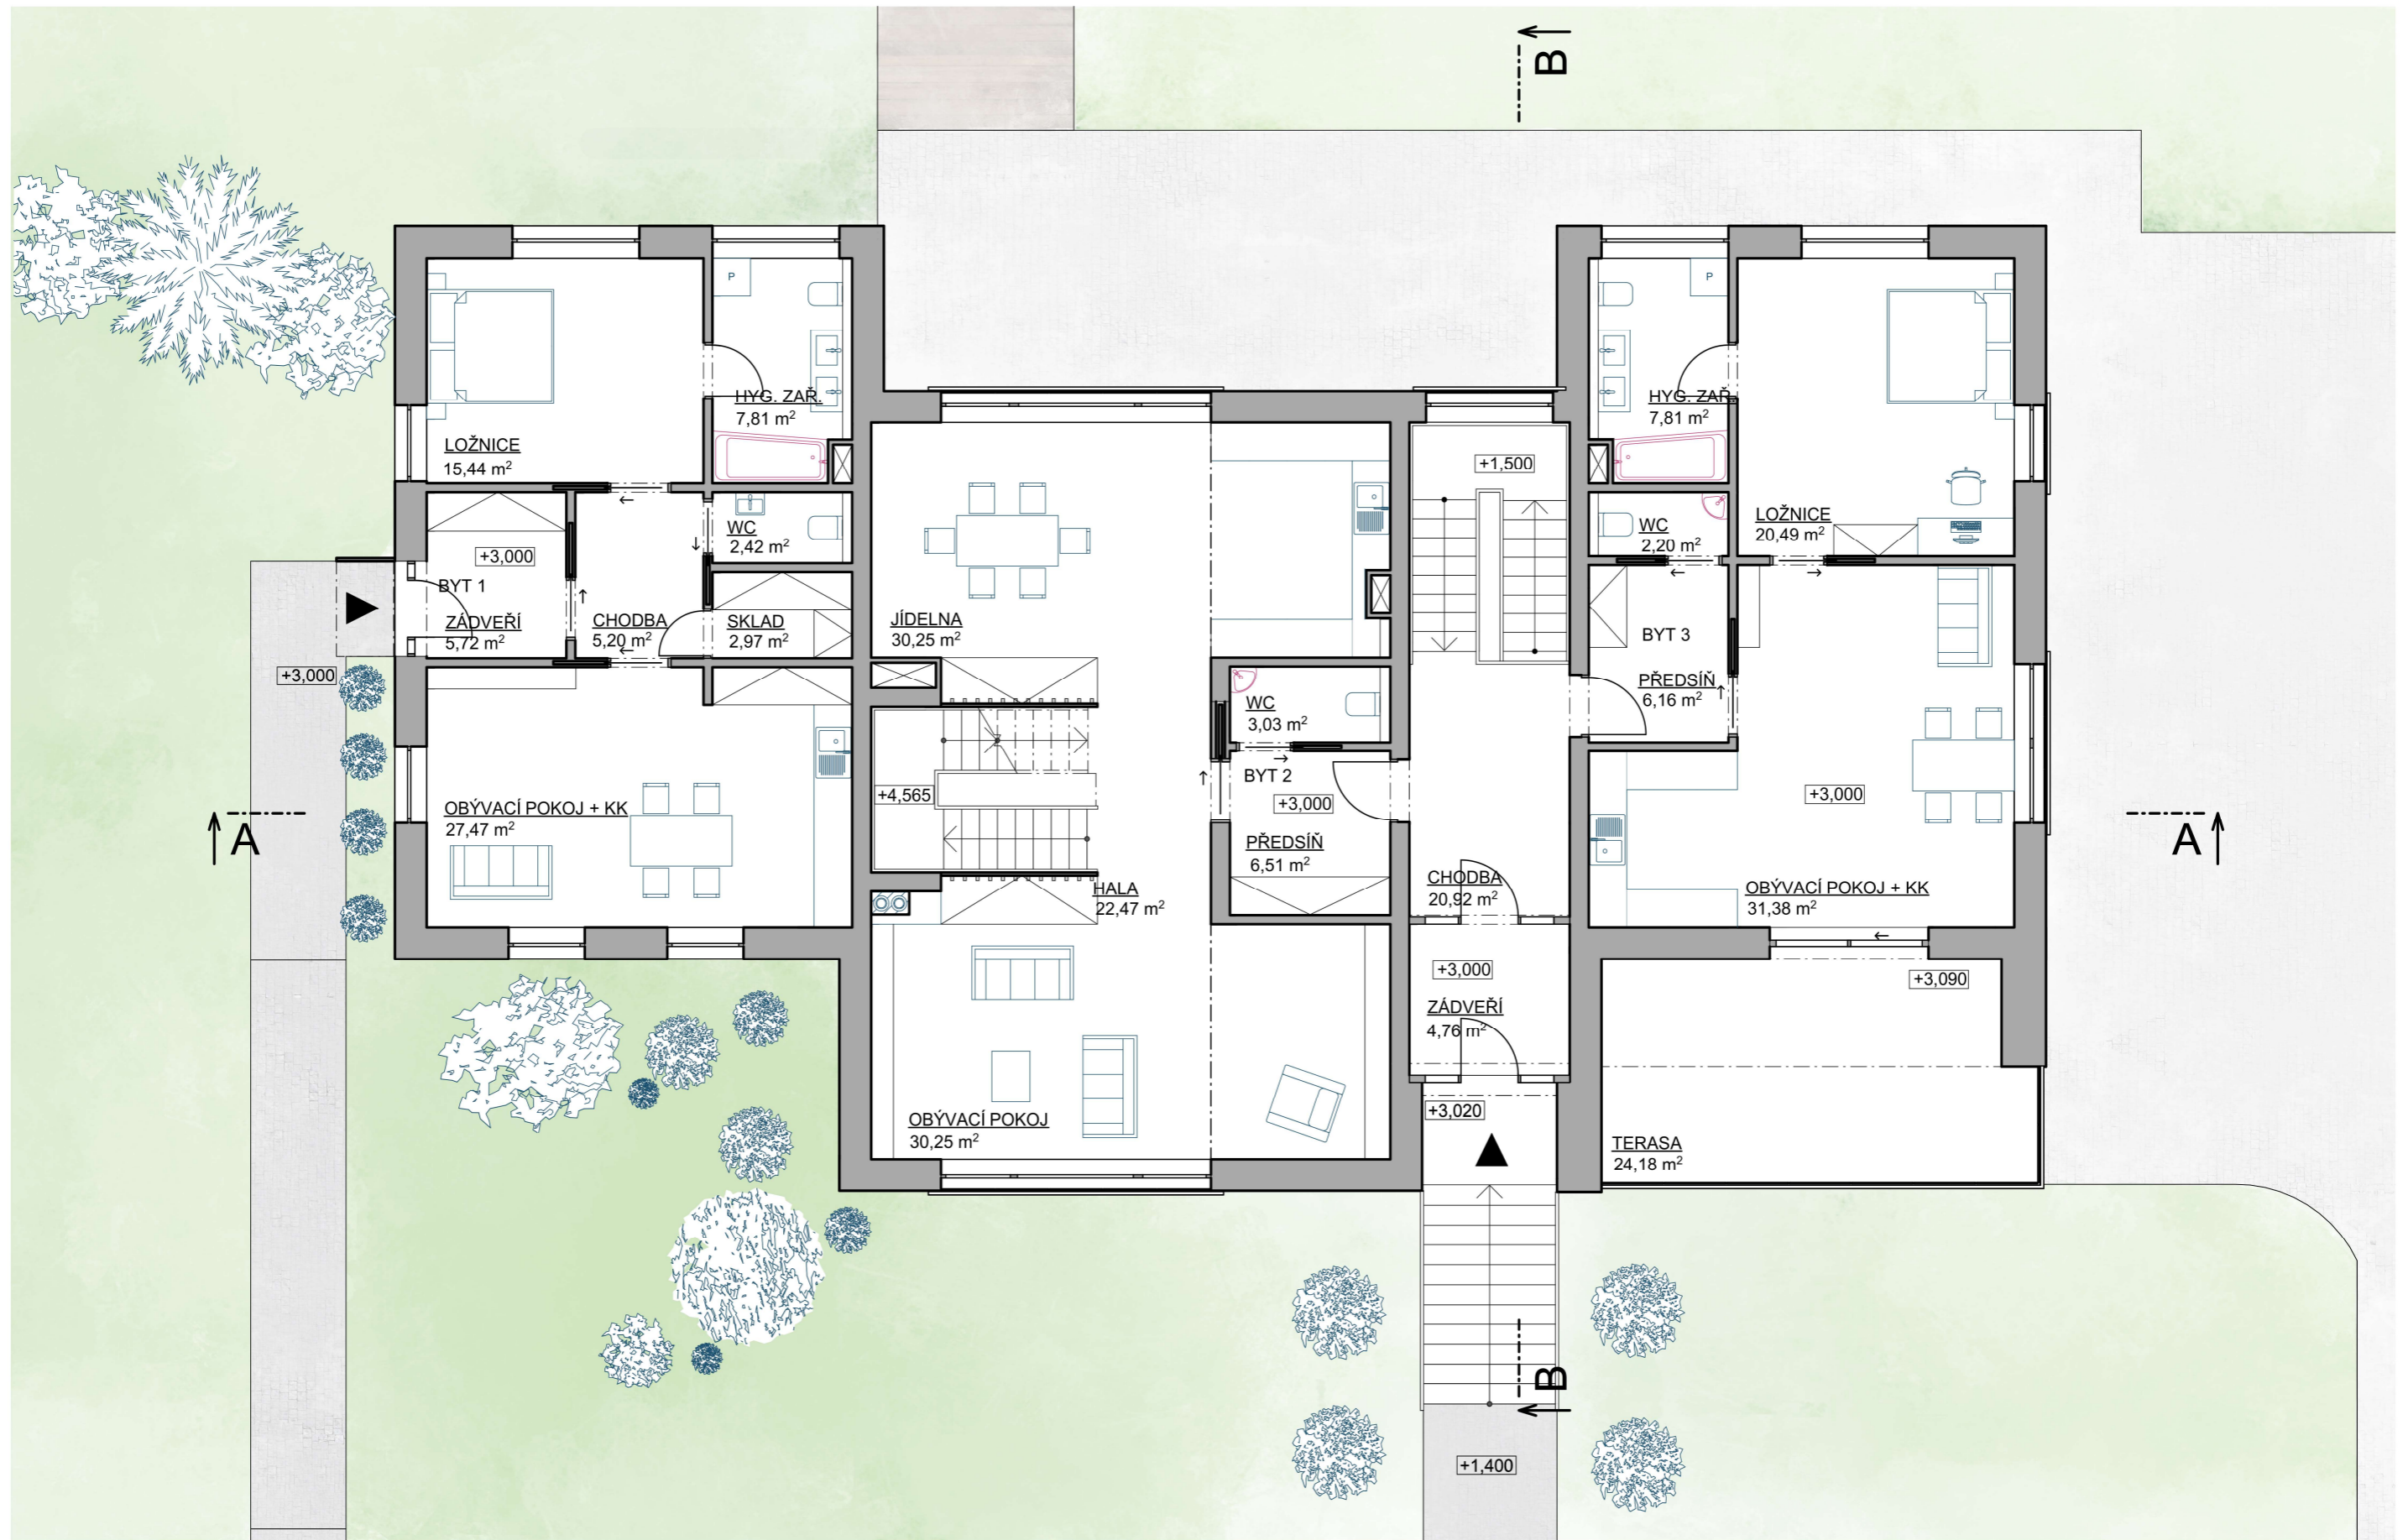 B
P
P
HYG. ZAŘ.
7,81 m²
HYG. ZAŘ.
7,81 m²
LOŽNICE
15,44 m²
+1,500
+3,000
WC
2,42 m²
WC
2,20 m²
LOŽNICE
20,49 m²
BYT 1
ZÁDVEŘÍ
5,72 m²
CHODBA
5,20 m²
SKLAD
2,97 m²
JÍDELNA
30,25 m²
BYT 3
PŘEDSÍŇ
6,16 m²
+3,000
WC
3,03 m²
BYT 2
+3,000
PŘEDSÍŇ
6,51 m²
+4,565
OBÝVACÍ POKOJ + KK
27,47 m²
+3,000
A
A
HALA
22,47 m²
CHODBA
20,92 m²
OBÝVACÍ POKOJ + KK
31,38 m²
+3,000
ZÁDVEŘÍ
4,76 m²
+3,090
+3,020
OBÝVACÍ POKOJ
30,25 m²
TERASA
24,18 m²
B
+1,400